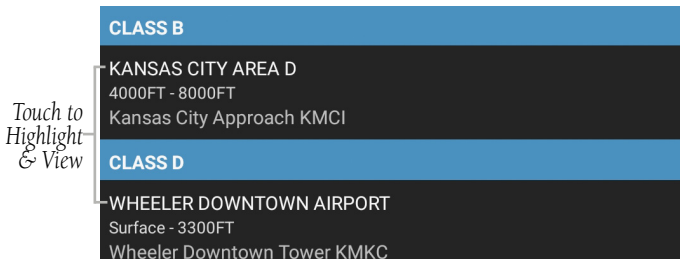 CLASS B
KANSAS CITY AREA D
4000FT - 8000FT
Kansas City Approach KMCI
Touch to
Highlight
& View
CLASS D
WHEELER DOWNTOWN AIRPORT
Surface - 3300FT
Wheeler Downtown Tower KMKC